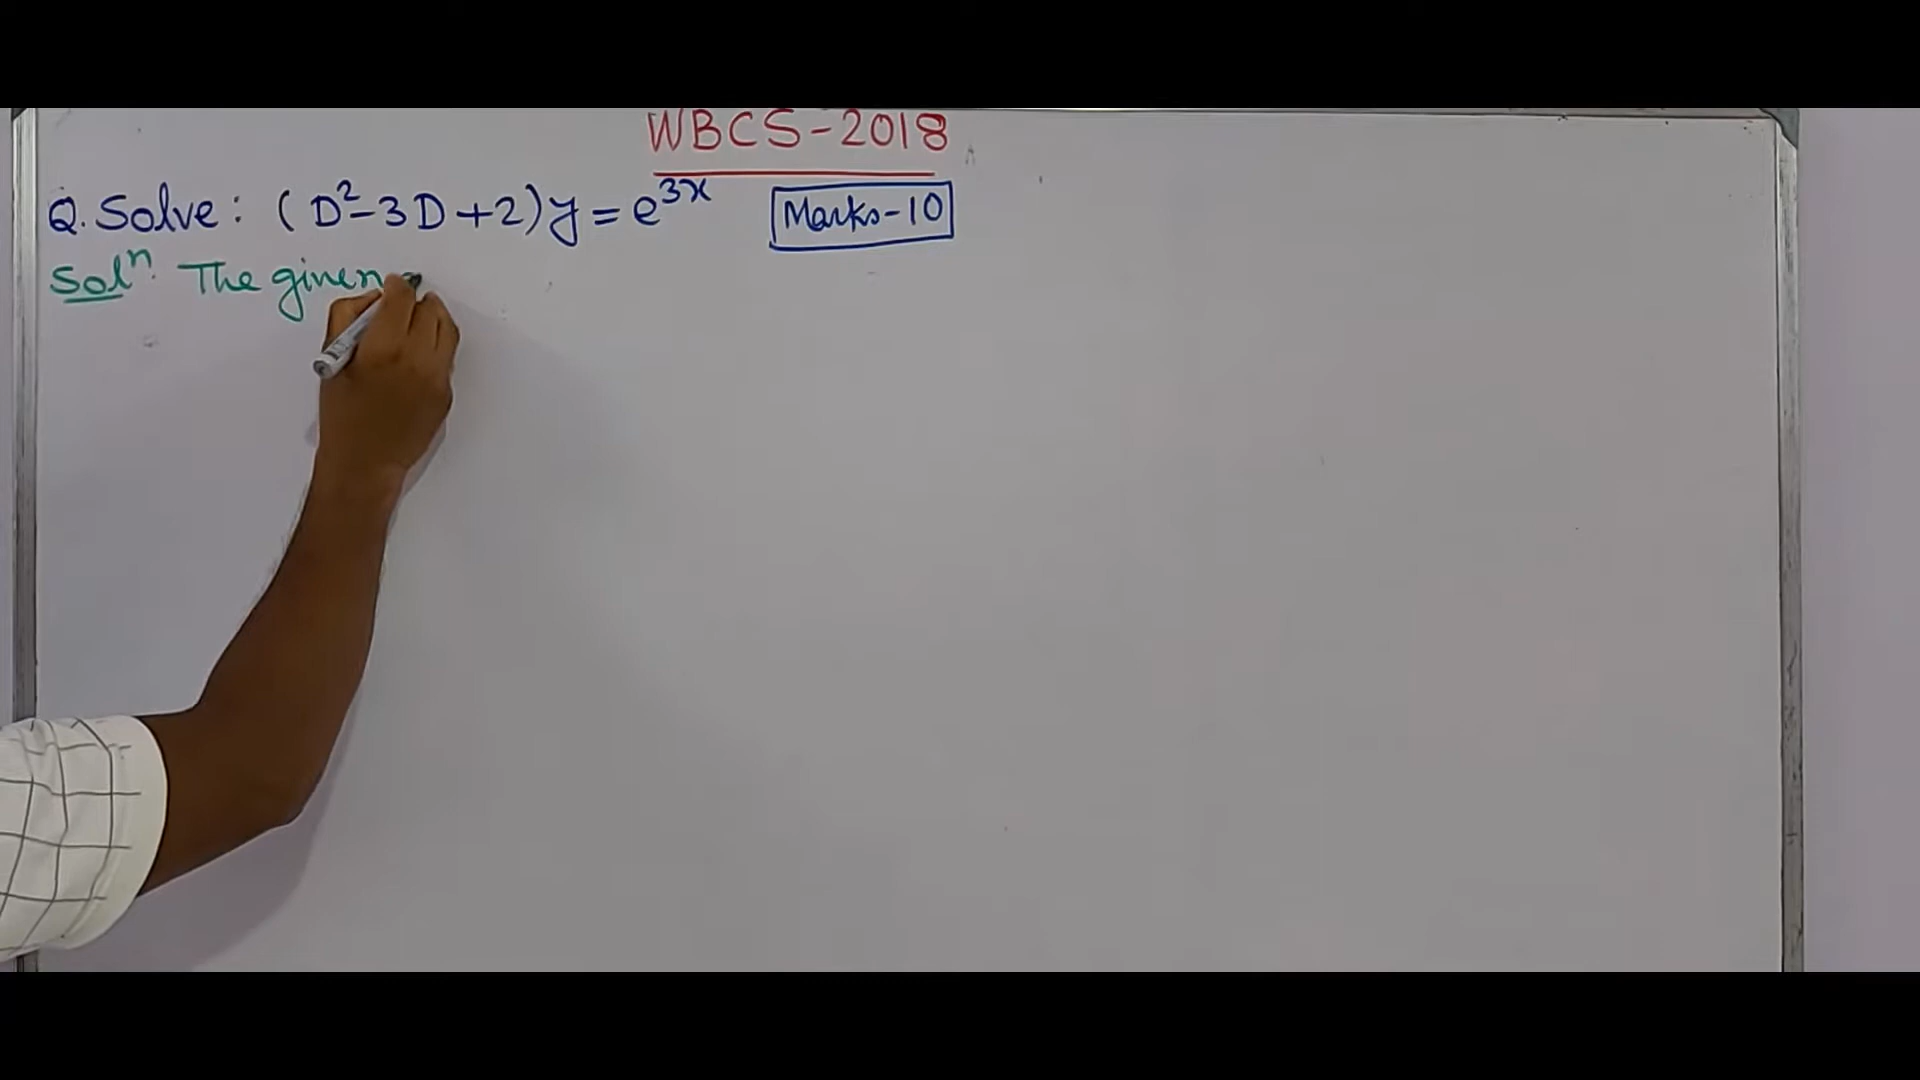 WBCS-2018
Q. Solve: (D²-3D+2)y = e³ˣ Marks-10
Solⁿ. The given